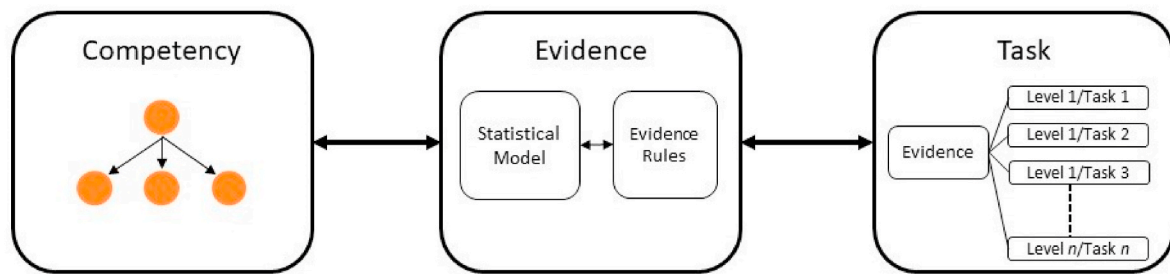 Competency
Evidence
Statistical
Model
Evidence
Rules
Task
Evidence
Level 1/Task 1
Level 1/Task 2
Level 1/Task 3
Level n/Task n